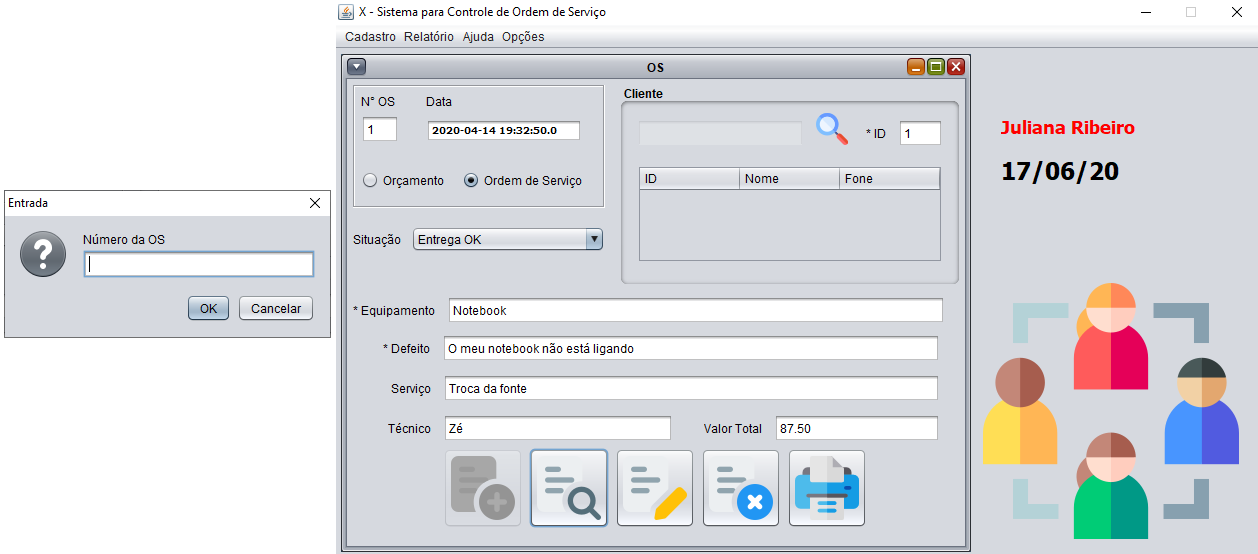 Entrada
Número da OS
OK
Cancelar
X - Sistema para Controle de Ordem de Serviço
Cadastro Relatório Ajuda Opções
OS
N° OS Data
1 2020-04-14 19:32:50.0
Orçamento Ordem de Serviço
Situação Entrega OK
Cliente
* ID 1
ID Nome Fone
* Equipamento Notebook
* Defeito O meu notebook não está ligando
Serviço Troca da fonte
Técnico Zé Valor Total 87.50
Juliana Ribeiro
17/06/20